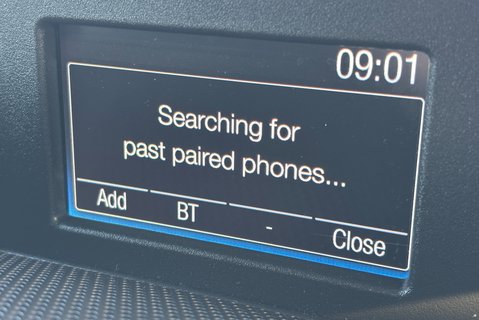 09:01
Searching for
past paired phones...
Add BT - Close